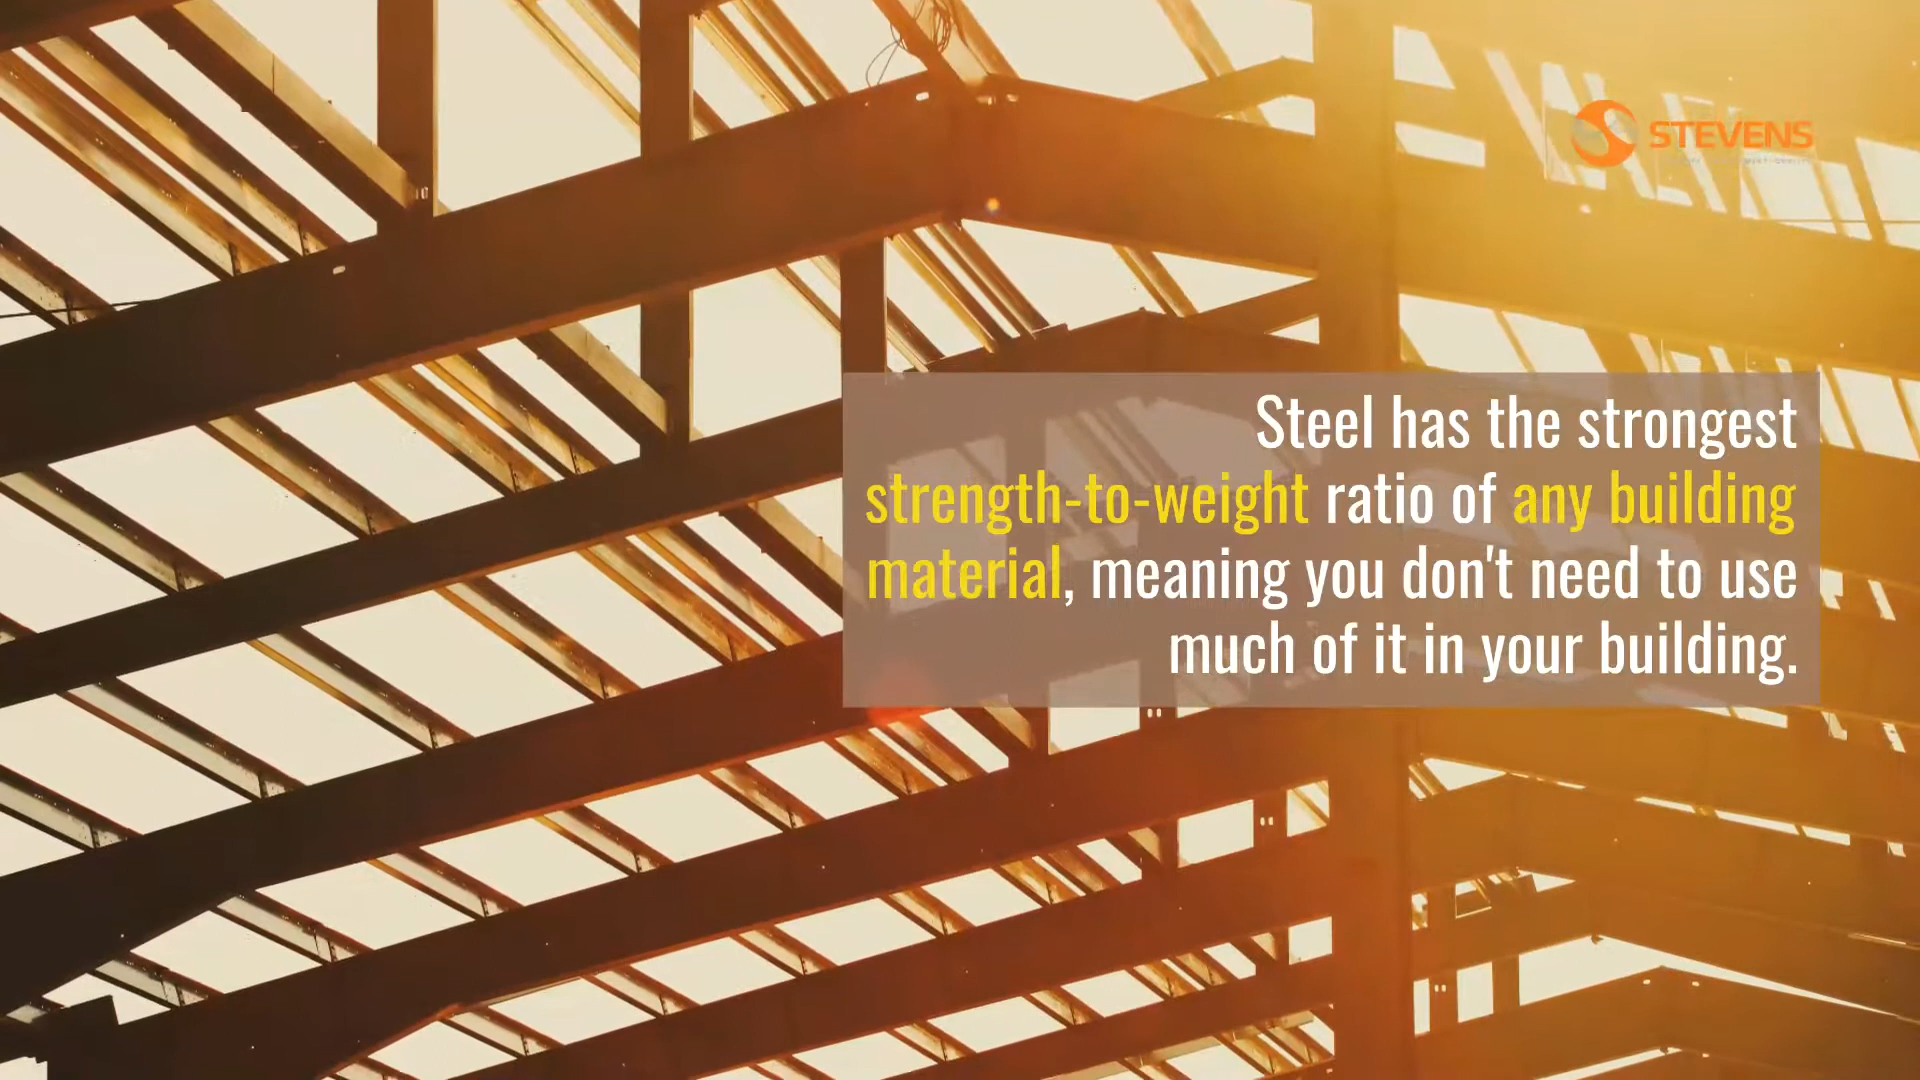 STEVENS
Steel has the strongest
strength-to-weight ratio of any building
material, meaning you don't need to use
much of it in your building.